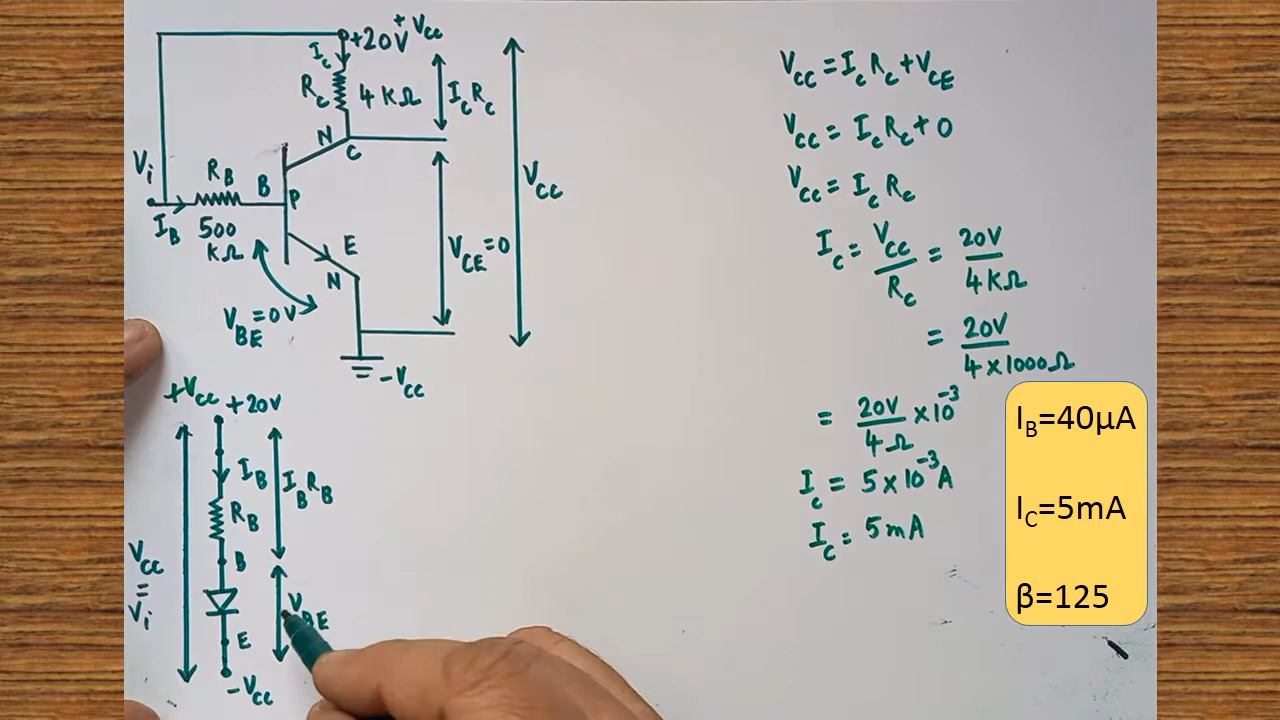 +20V +Vcc
Ic
Rc 4 KΩ
IcRc
N
C
Vi
RB
B
P
IB
500
KΩ
E
N
VCE=0
Vcc
VBE=0V
-Vcc
+Vcc +20V
IB
IBRB
RB
B
Vcc
=
Vi
VBE
E
-Vcc
Vcc = IcRc+VCE
Vcc = IcRc+0
Vcc = IcRc
Ic = Vcc/Rc = 20V/4KΩ
= 20V/4×1000Ω
= 20V/4Ω ×10⁻³
Ic = 5×10⁻³A
Ic = 5mA
IB=40μA
IC=5mA
β=125